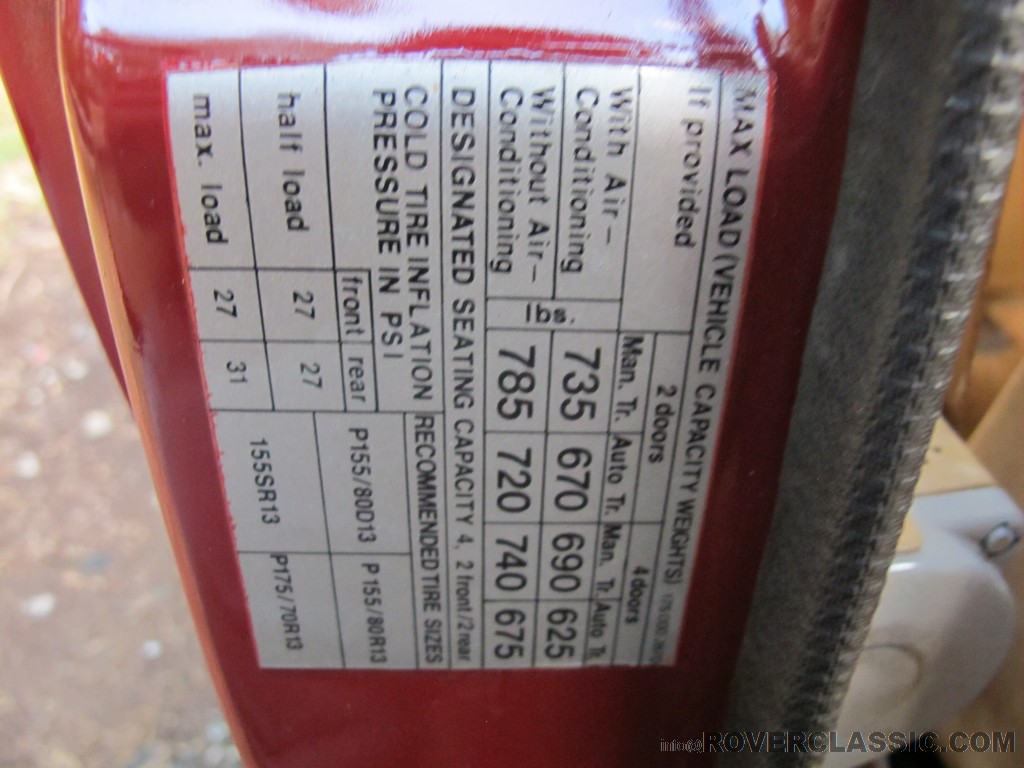 MAX LOAD (VEHICLE CAPACITY WEIGHTS)
If provided
2 doors 4 doors
Man. Tr. Auto Tr. Man. Tr. Auto Tr.
With Air-
Conditioning
lbs. 735 670 690 625
Without Air-
Conditioning
785 720 740 675
DESIGNATED SEATING CAPACITY 4, 2 front/2 rear
COLD TIRE INFLATION
PRESSURE IN PSI
RECOMMENDED TIRE SIZES
front rear
half load 27 27 P155/80D13 P155/80R13
max. load 27 31 155SR13 P175/70R13
info@ROVERCLASSIC.COM